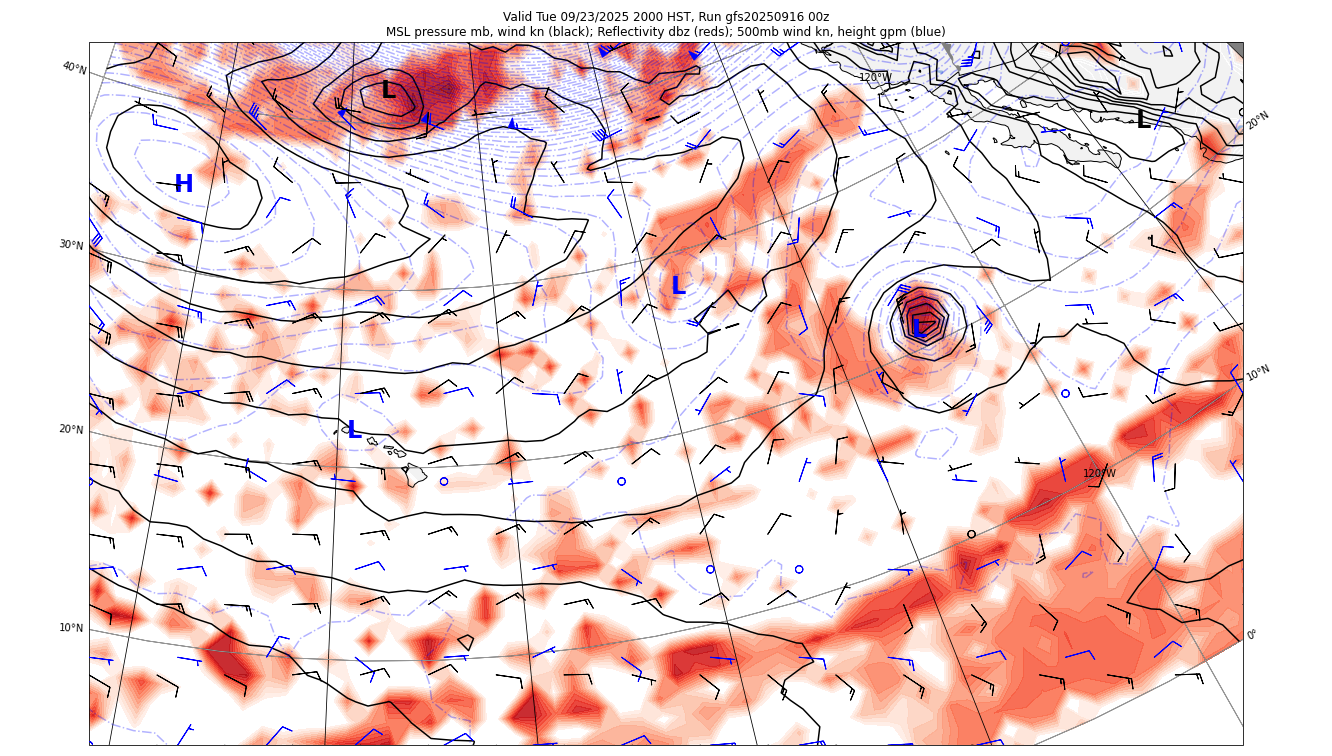 Valid Tue 09/23/2025 2000 HST, Run gfs20250916 00z
MSL pressure mb, wind kn (black); Reflectivity dbz (reds); 500mb wind kn, height gpm (blue)
40°N
120°W
L
L
20°N
H
30°N
L
L
10°N
20°N
L
120°W
10°N
0°